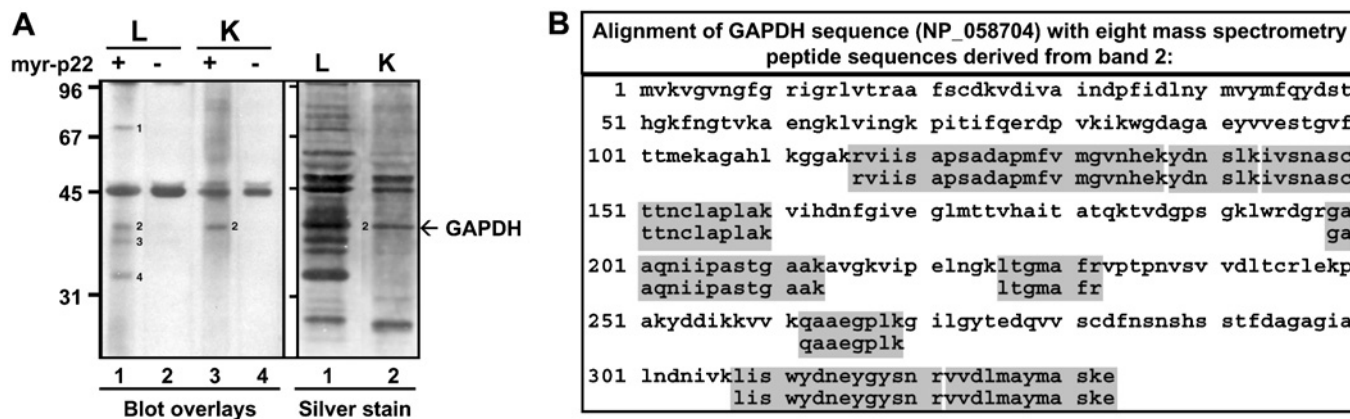 A
L K
myr-p22 + - + -
L K
96
67
45
31
1
2
3
4
2
2
← GAPDH
1 2 3 4 1 2
Blot overlays Silver stain
B
Alignment of GAPDH sequence (NP_058704) with eight mass spectrometry
peptide sequences derived from band 2:
1 mvkvgvngfg rigrlvtraa fscdkvdiva indpfidlny mvymfqydst
51 hgkfngtvka engklvingk pitifqerdp vkikwgdaga eyvvestgvf
101 ttmekagahl kggakrviis apsadapmfv mgvnhekydn slkivsnasc
rviis apsadapmfv mgvnhekydn slkivsnasc
151 ttnclaplak vihdnfgive glmttvhait atqktvdgps gklwrdgrga
ttnclaplak ga
201 aqniipastg aakavgkvip elngkltgma frvptpnvsv vdltcrlekp
aqniipastg aak ltgma fr
251 akyddikkvv kqaaegplkg ilgytedqvv scdfnsnshs stfdagagia
qaaegplk
301 lndnivklis wydneygysn rvvdlmayma ske
lis wydneygysn rvvdlmayma ske